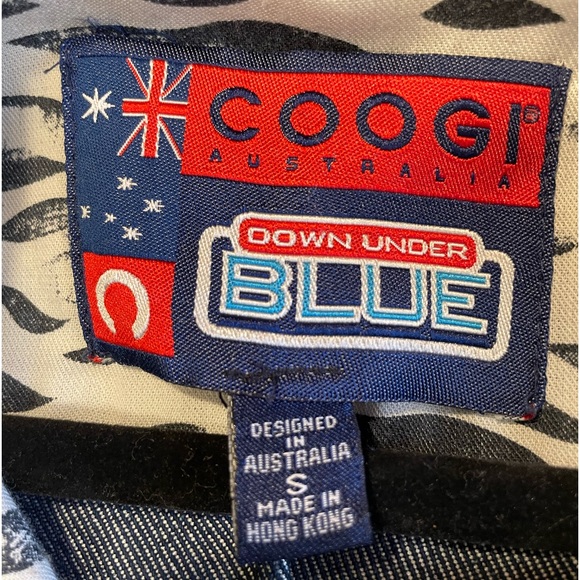 COOGI®
AUSTRALIA
DOWN UNDER
BLUE
DESIGNED
IN
AUSTRALIA
S
MADE IN
HONG KONG